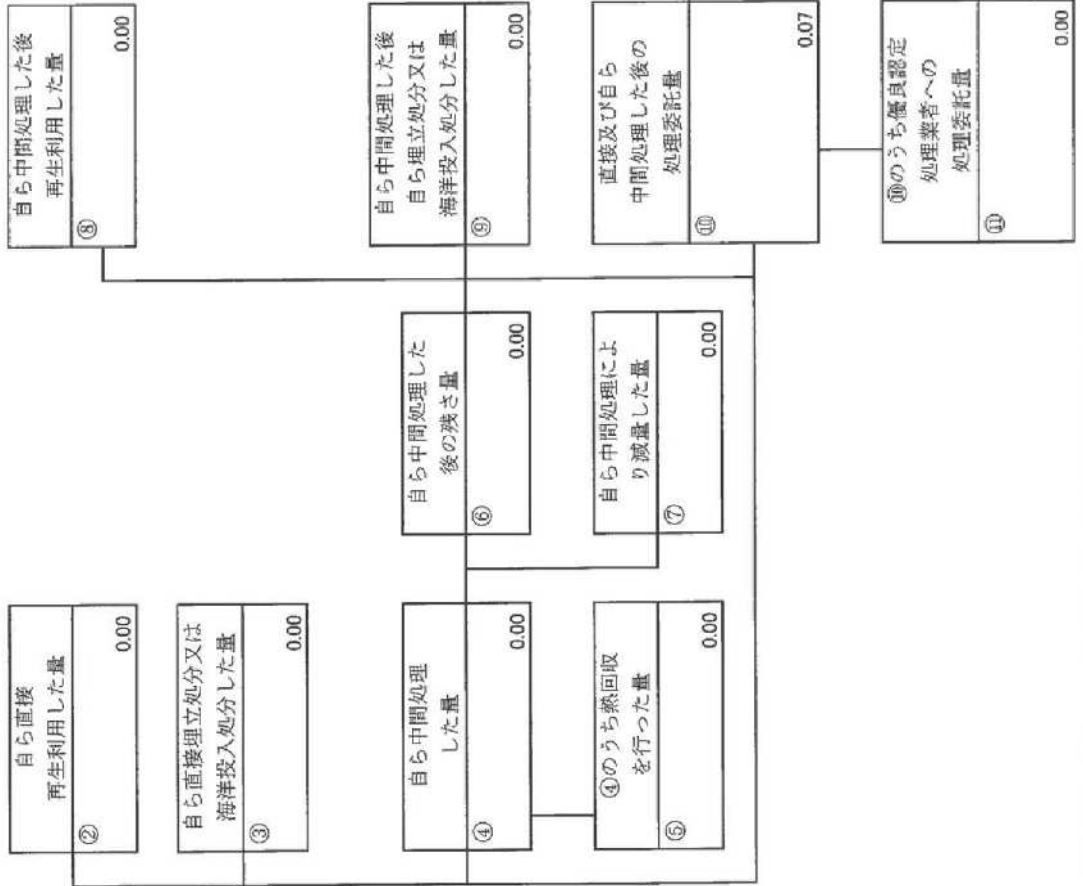 自ら直接
再生利用した量
②
0.00
自ら直接埋立処分又は
海洋投入処分した量
③
0.00
自ら中間処理
した量
④
0.00
④のうち熱回収
を行った量
⑤
0.00
自ら中間処理した
後の残さ量
⑥
0.00
自ら中間処理によ
り減量した量
⑦
0.00
自ら中間処理した後
再生利用した量
⑧
0.00
自ら中間処理した後
自ら埋立処分又は
海洋投入処分した量
⑨
0.00
直接及び自ら
中間処理した後の
処理委託量
⑩
0.07
⑩のうち優良認定
処理業者への
処理委託量
⑪
0.00